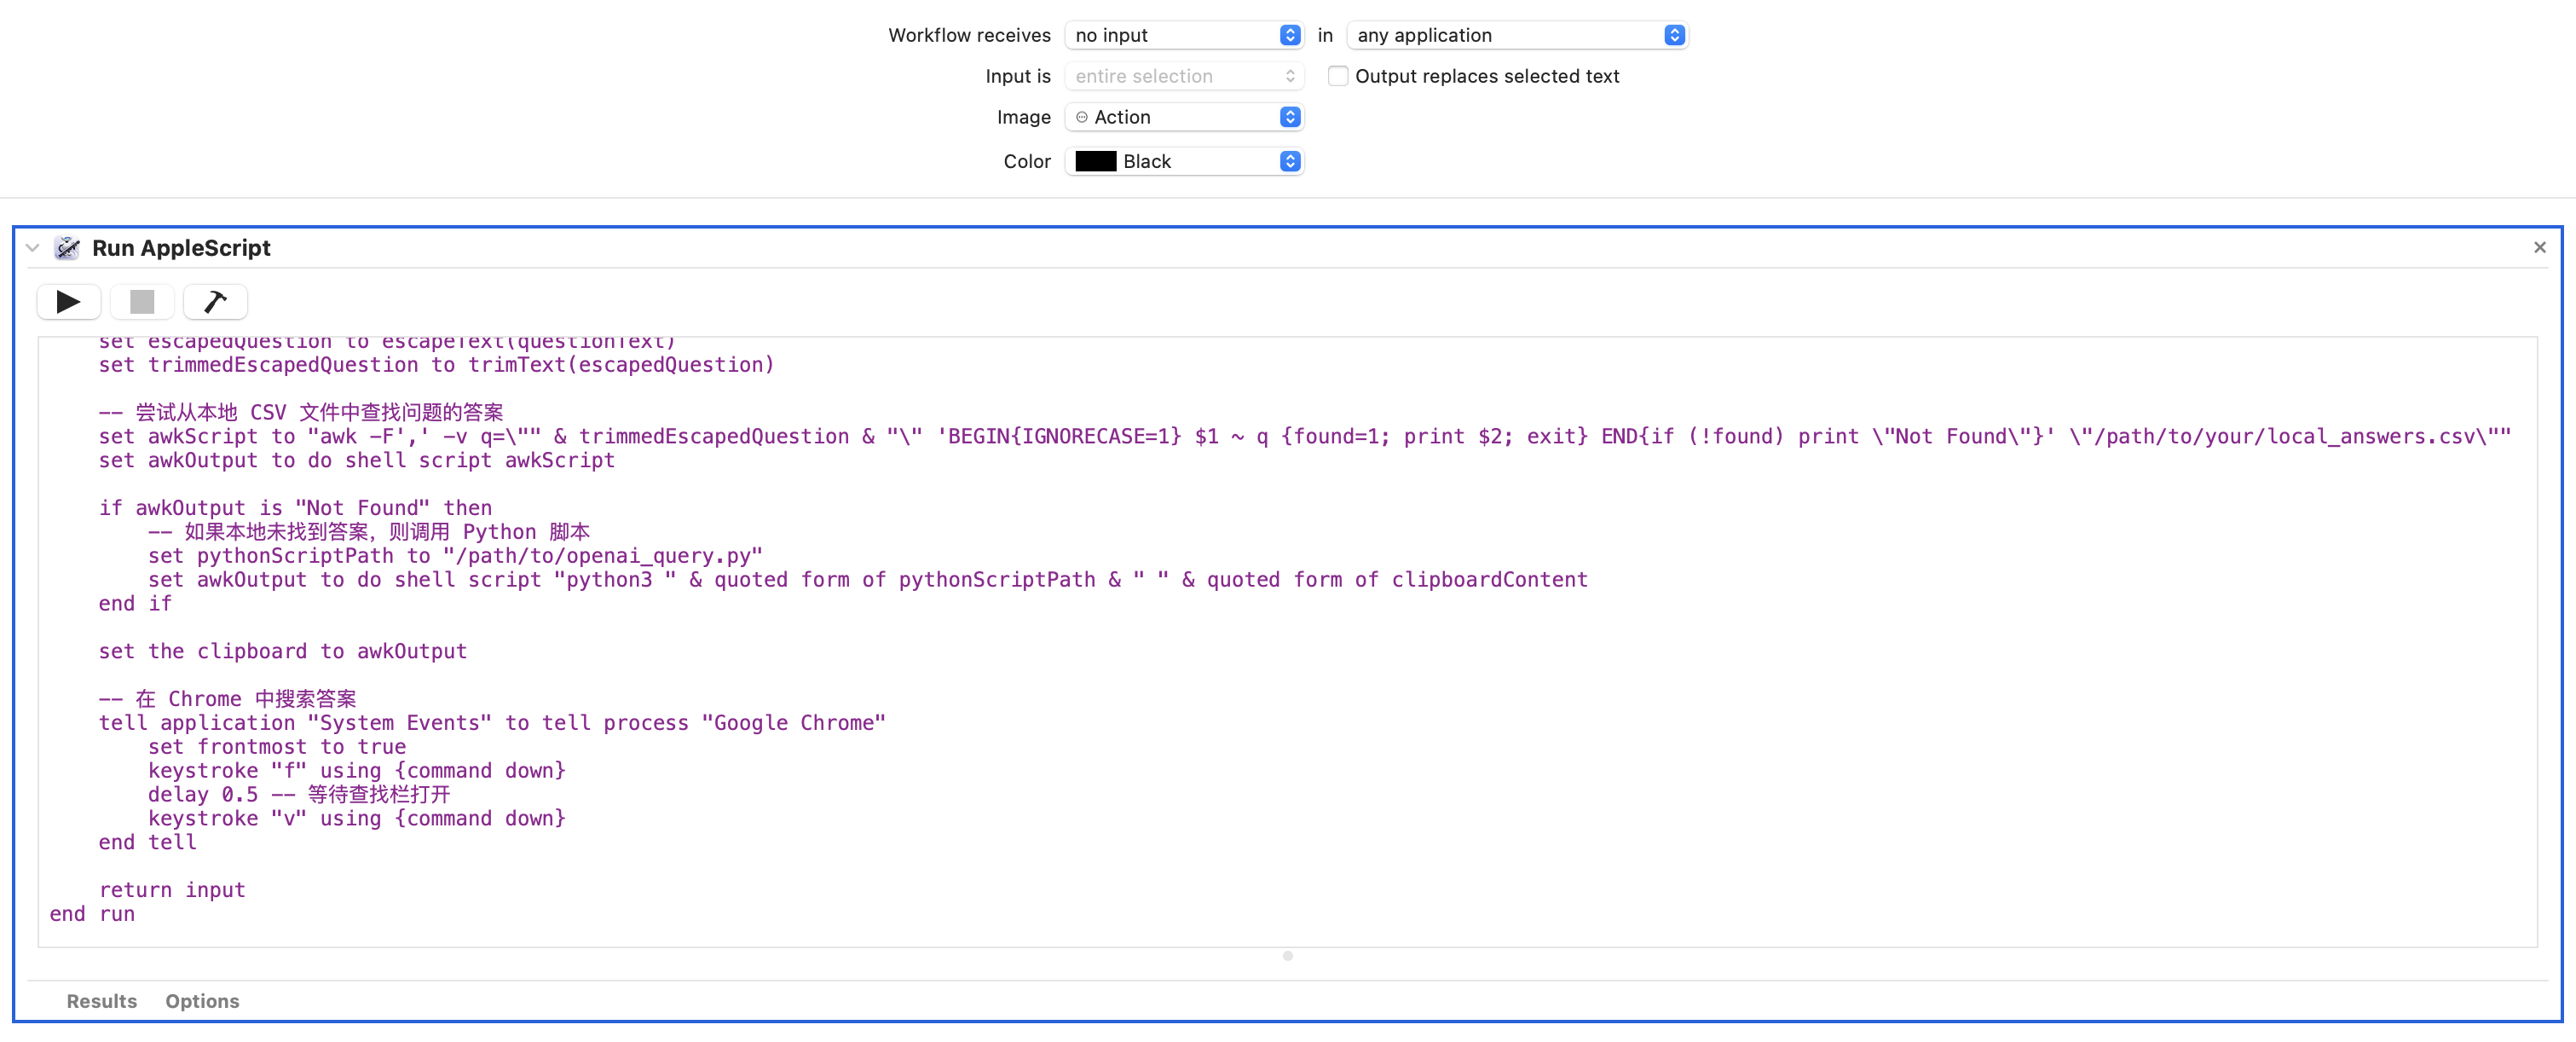 Workflow receives no input in any application
Input is entire selection Output replaces selected text
Image Action
Color Black
Run AppleScript
set escapedQuestion to escapeText(questionText)
set trimmedEscapedQuestion to trimText(escapedQuestion)
-- 尝试从本地 CSV 文件中查找问题的答案
set awkScript to "awk -F',' -v q=\"" & trimmedEscapedQuestion & "\" 'BEGIN{IGNORECASE=1} $1 ~ q {found=1; print $2; exit} END{if (!found) print \"Not Found\"}' \"/path/to/your/local_answers.csv\""
set awkOutput to do shell script awkScript
if awkOutput is "Not Found" then
-- 如果本地未找到答案，则调用 Python 脚本
set pythonScriptPath to "/path/to/openai_query.py"
set awkOutput to do shell script "python3 " & quoted form of pythonScriptPath & " " & quoted form of clipboardContent
end if
set the clipboard to awkOutput
-- 在 Chrome 中搜索答案
tell application "System Events" to tell process "Google Chrome"
set frontmost to true
keystroke "f" using {command down}
delay 0.5 -- 等待查找栏打开
keystroke "v" using {command down}
end tell
return input
end run
Results Options